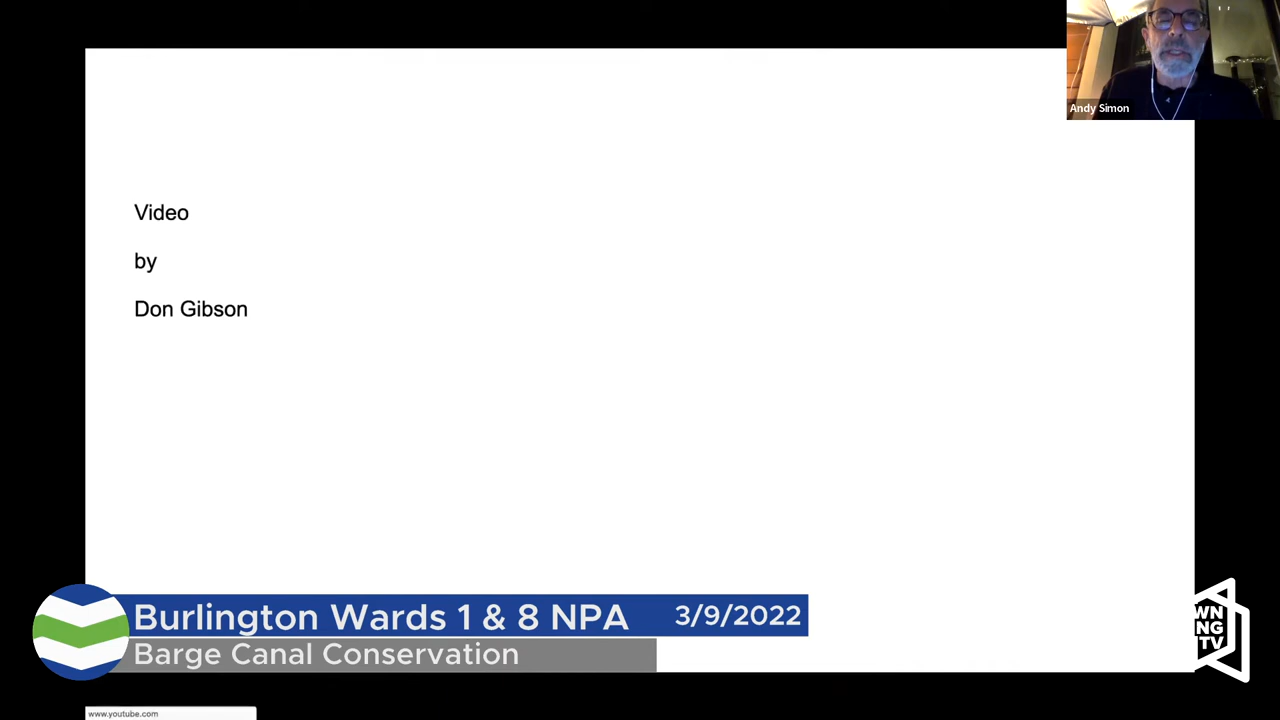 Andy Simon
Video
by
Don Gibson
Burlington Wards 1 & 8 NPA 3/9/2022
Barge Canal Conservation
WN
NG
TV
www.youtube.com